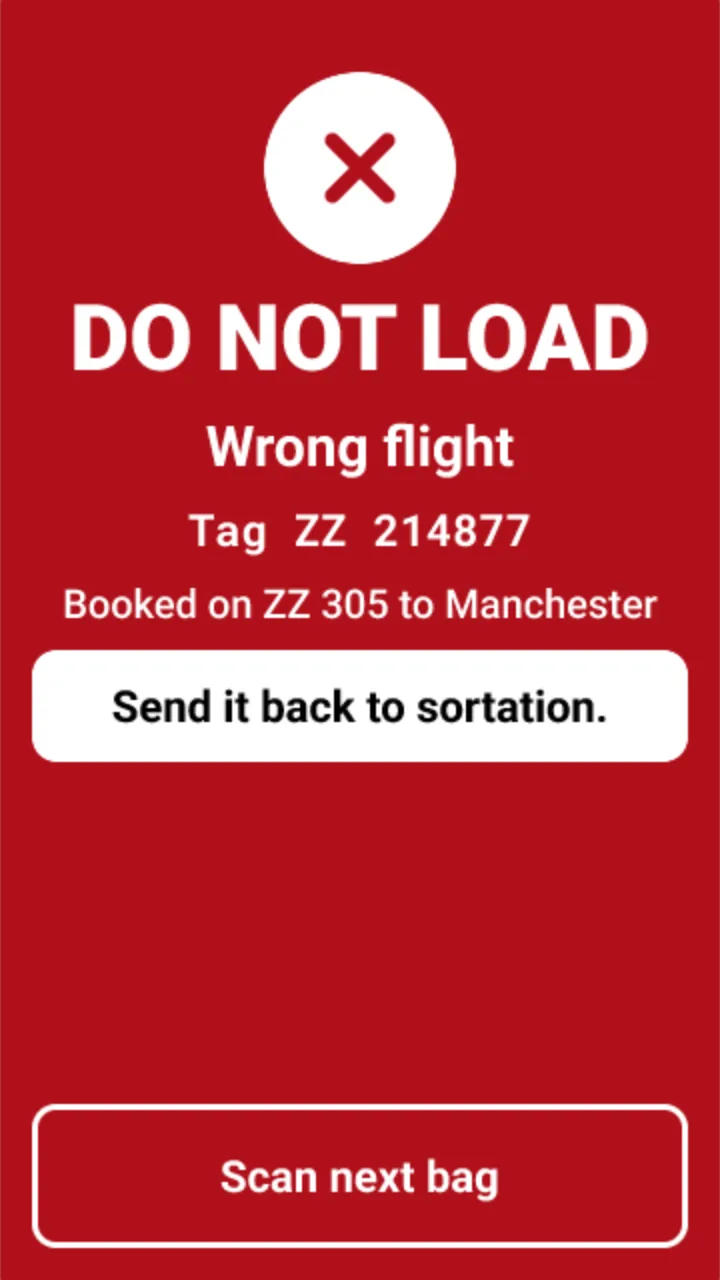 DO NOT LOAD
Wrong flight
Tag ZZ 214877
Booked on ZZ 305 to Manchester
Send it back to sortation.
Scan next bag